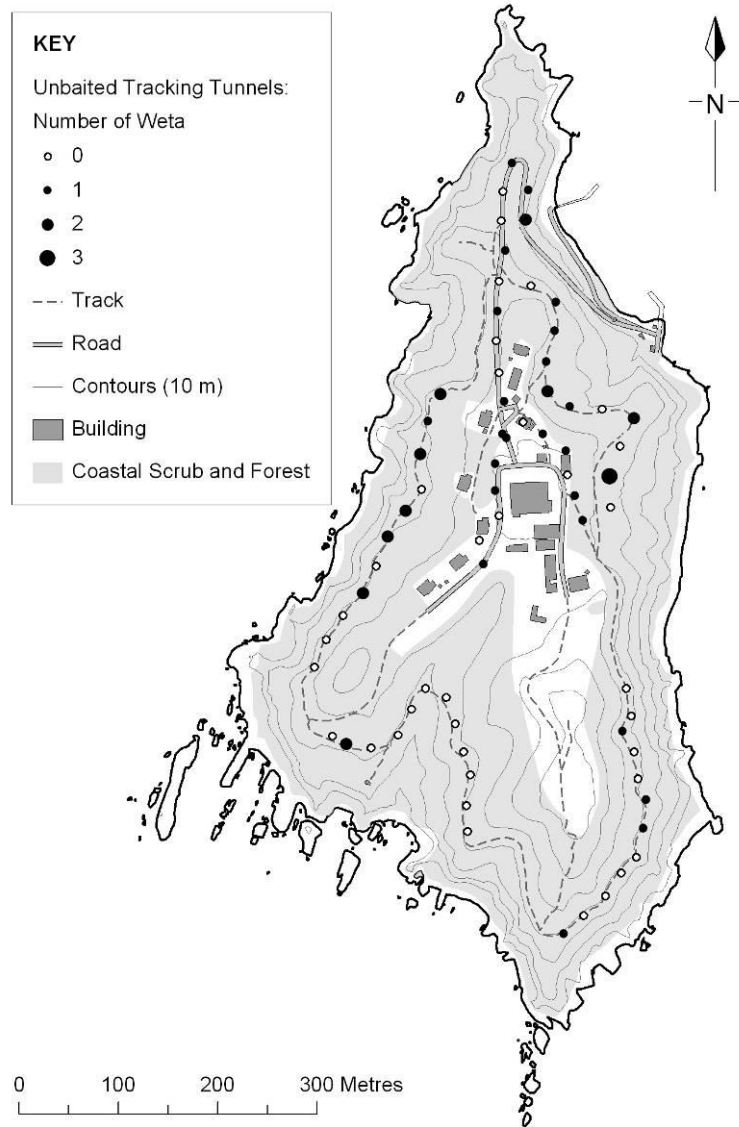 KEY
Unbaited Tracking Tunnels:
Number of Weta
0
1
2
3
Track
Road
Contours (10 m)
Building
Coastal Scrub and Forest
N
0 100 200 300 Metres